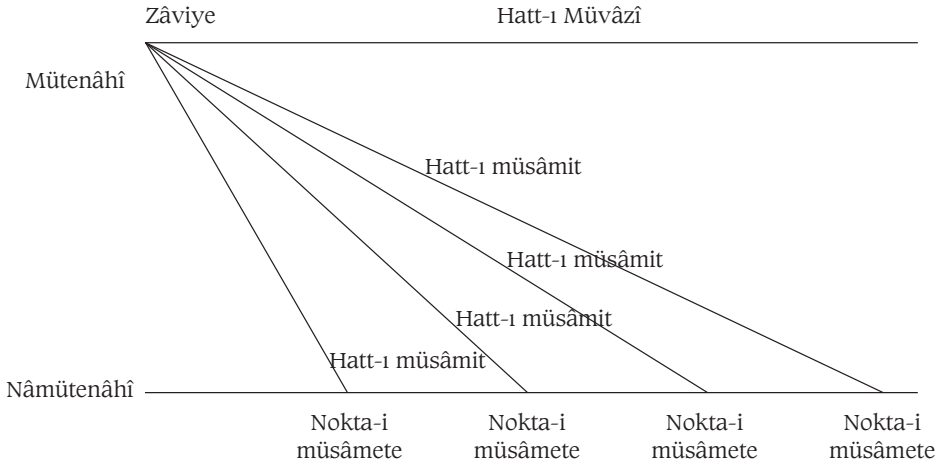 Zâviye
Hatt-ı Müvâzî
Mütenâhî
Hatt-ı müsâmit
Hatt-ı müsâmit
Hatt-ı müsâmit
Hatt-ı müsâmit
Nâmütenâhî
Nokta-i
müsâmete
Nokta-i
müsâmete
Nokta-i
müsâmete
Nokta-i
müsâmete